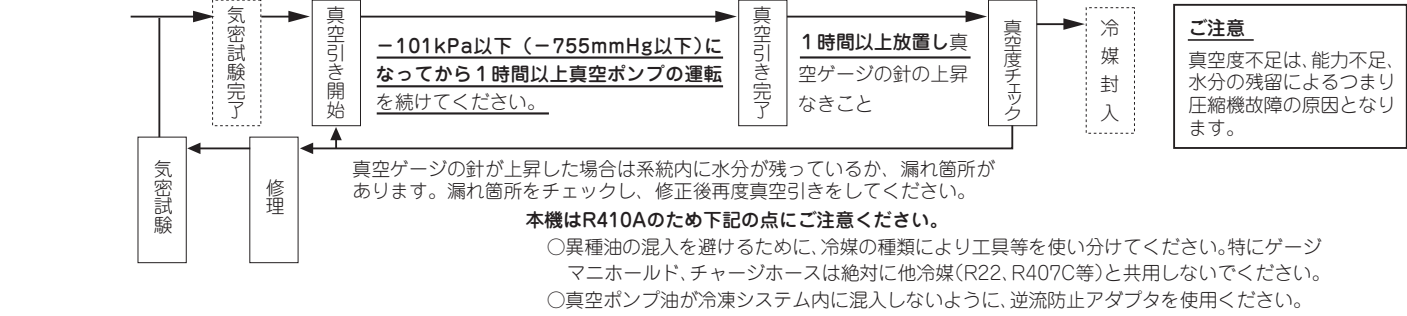 気密試験完了
真空引き開始
－101kPa以下（－755mmHg以下）に
なってから１時間以上真空ポンプの運転
を続けてください。
真空引き完了
１時間以上放置し真
空ゲージの針の上昇
なきこと
真空度チェック
冷媒封入
ご注意
真空度不足は、能力不足、
水分の残留によるつまり
圧縮機故障の原因となり
ます。
気密試験
修理
真空ゲージの針が上昇した場合は系統内に水分が残っているか、漏れ箇所が
あります。漏れ箇所をチェックし、修正後再度真空引きをしてください。
本機はR410Aのため下記の点にご注意ください。
○異種油の混入を避けるために、冷媒の種類により工具等を使い分けてください。特にゲージ
マニホールド、チャージホースは絶対に他冷媒(R22、R407C等)と共用しないでください。
○真空ポンプ油が冷凍システム内に混入しないように、逆流防止アダプタを使用ください。